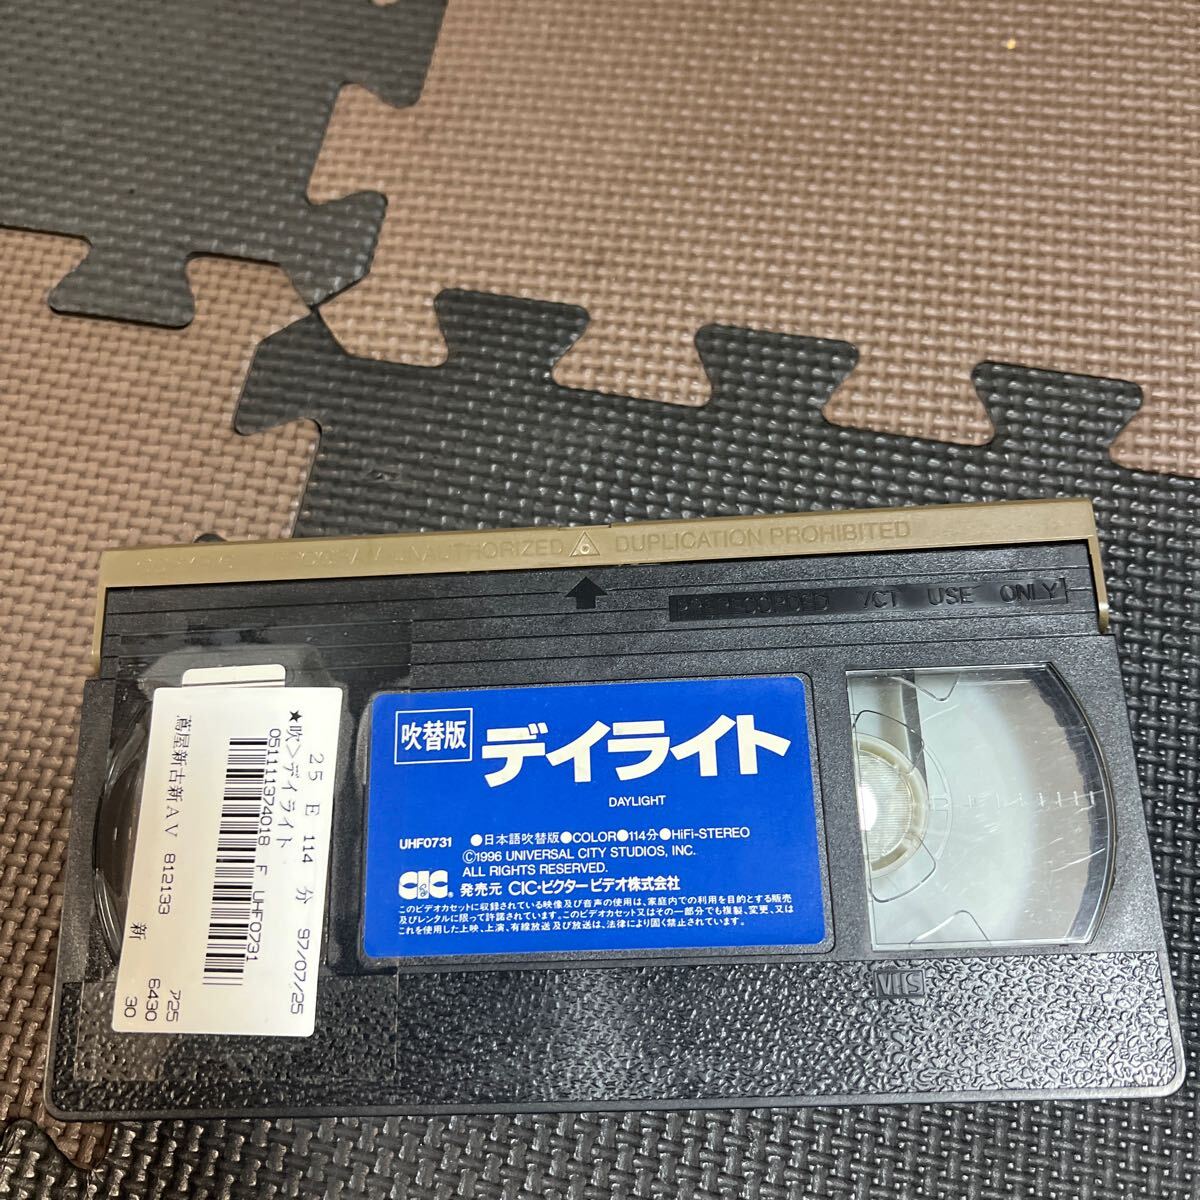 UNAUTHORIZED DUPLICATION PROHIBITED
USE ONLY
吹替版
デイライト
DAYLIGHT
UHF0731
●日本語吹替版●COLOR●114分●HiFi-STEREO
Ⓒ1996 UNIVERSAL CITY STUDIOS, INC.
ALL RIGHTS RESERVED.
CIC 発売元 CIC・ビクター ビデオ株式会社
このビデオカセットに収録されている映像及び音声の使用は、家庭内での利用を目的とする販売
及びレンタルに限って許諾されています。このビデオカセット又はその一部分でも複製、変更、又は
これを使用した上映、上演、有線放送及び放送は、法律により固く禁止されています。
VHS
25 E 114 分 97/07/25
★吹>デイライト
05111374018 F UHF0731
蔦屋新古新AV 812133 新
ｱ725
6430
30